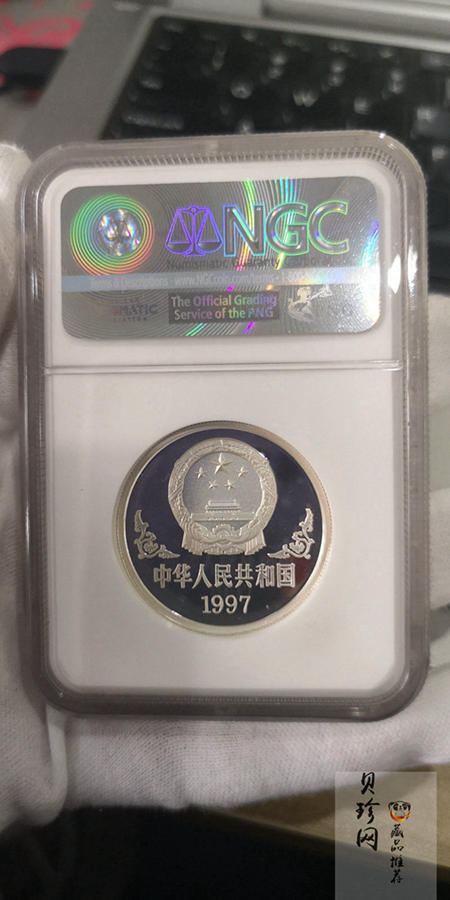 NGC
Numismatic Guaranty
The Official Grading
Service of the PNG
中华人民共和国
1997
贝珍网
藏品推荐